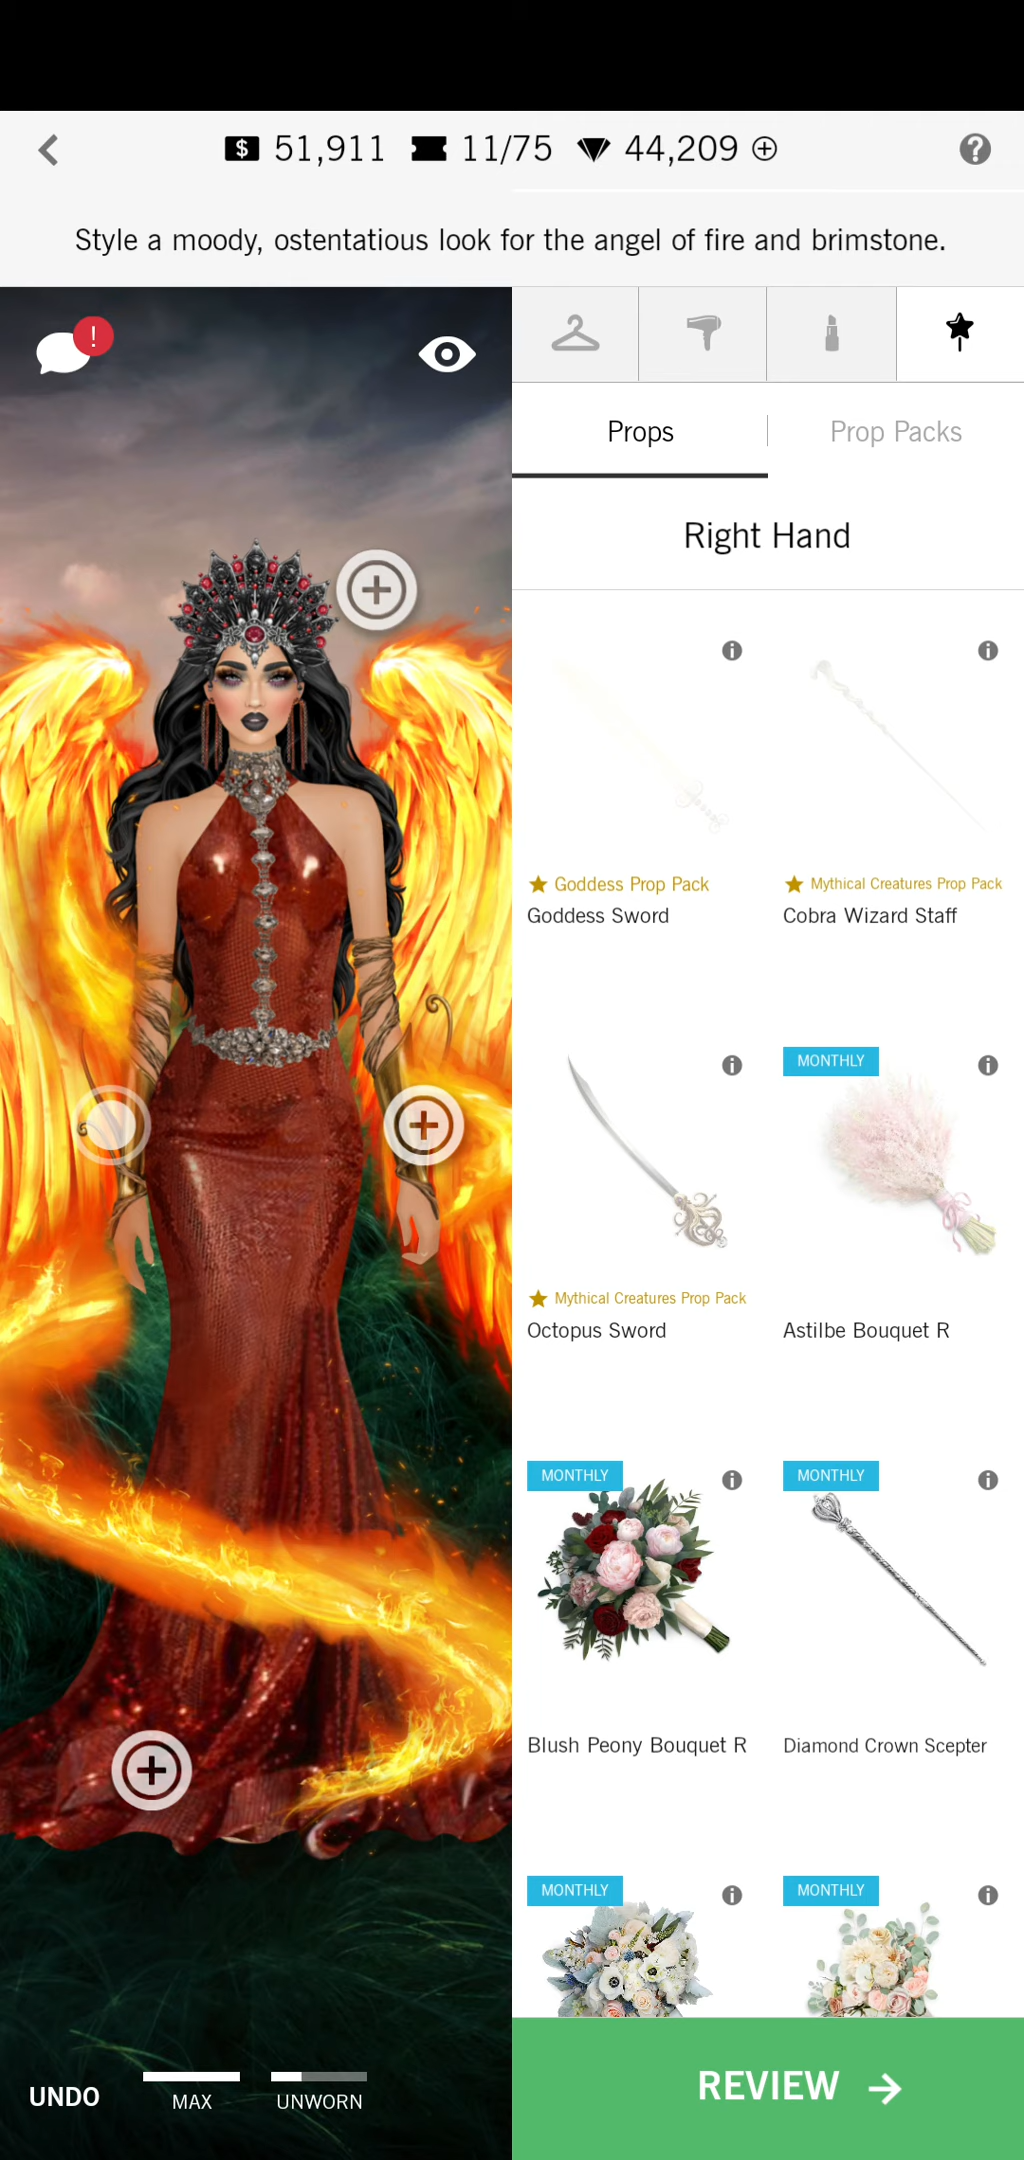 51,911 11/75 44,209
Style a moody, ostentatious look for the angel of fire and brimstone.
!
Props
Prop Packs
Right Hand
Goddess Prop Pack
Goddess Sword
Mythical Creatures Prop Pack
Cobra Wizard Staff
Mythical Creatures Prop Pack
Octopus Sword
MONTHLY
Astilbe Bouquet R
MONTHLY
Blush Peony Bouquet R
MONTHLY
Diamond Crown Scepter
MONTHLY
MONTHLY
UNDO
MAX
UNWORN
REVIEW